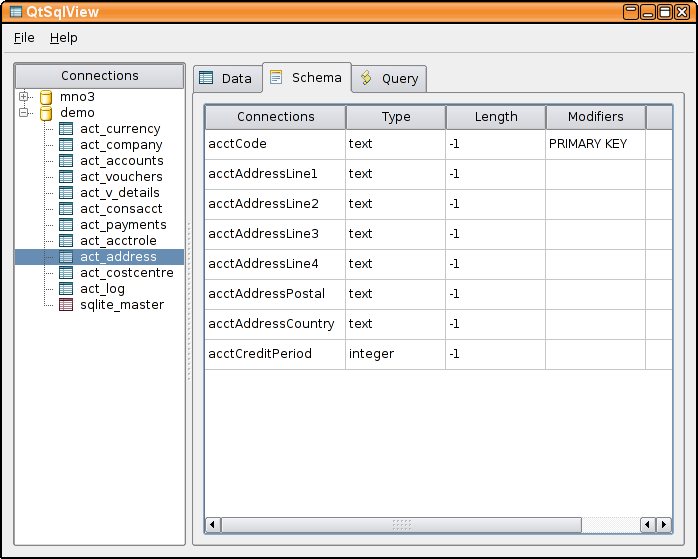 QtSqlView
File Help
Connections
mno3
demo
act_currency
act_company
act_accounts
act_vouchers
act_v_details
act_consacct
act_payments
act_acctrole
act_address
act_costcentre
act_log
sqlite_master
Data Schema Query
Connections Type Length Modifiers
acctCode text -1 PRIMARY KEY
acctAddressLine1 text -1
acctAddressLine2 text -1
acctAddressLine3 text -1
acctAddressLine4 text -1
acctAddressPostal text -1
acctAddressCountry text -1
acctCreditPeriod integer -1